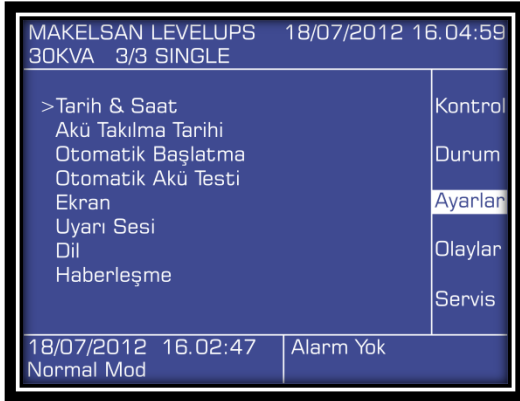 MAKELSAN LEVELUPS 18/07/2012 16.04:59
30KVA 3/3 SINGLE
>Tarih & Saat
Akü Takılma Tarihi
Otomatik Başlatma
Otomatik Akü Testi
Ekran
Uyarı Sesi
Dil
Haberleşme
Kontrol
Durum
Ayarlar
Olaylar
Servis
18/07/2012 16.02:47
Normal Mod
Alarm Yok